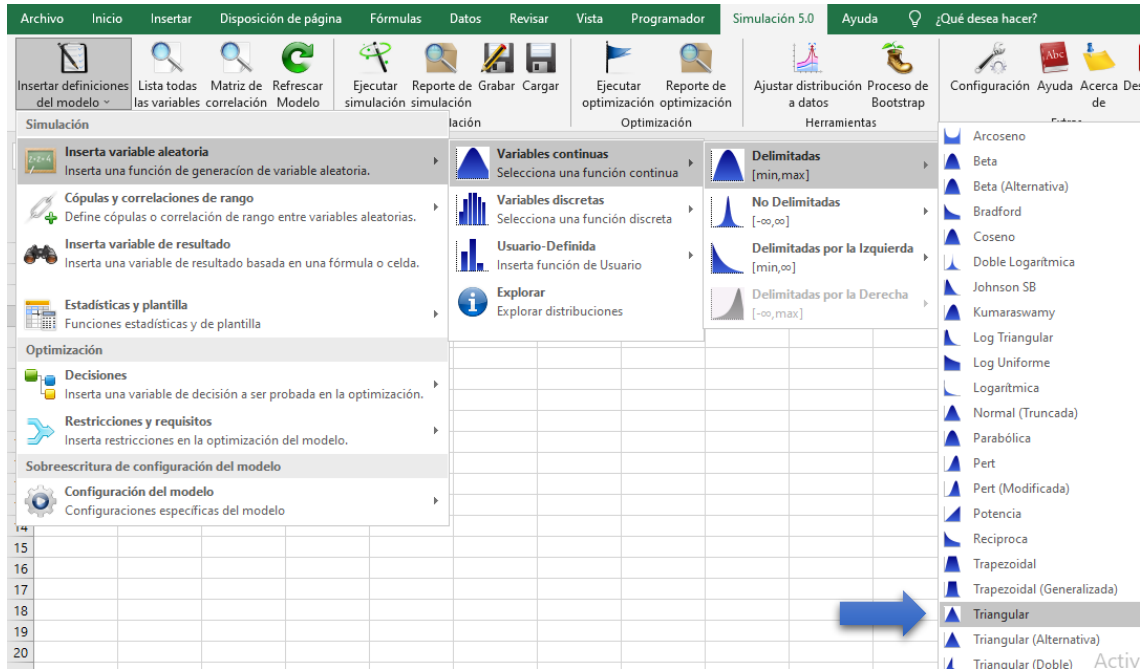 Archivo Inicio Insertar Disposición de página Fórmulas Datos Revisar Vista Programador Simulación 5.0 Ayuda ¿Qué desea hacer?
Insertar definiciones del modelo
Lista todas las variables
Matriz de correlación
Refrescar Modelo
Ejecutar simulación
Reporte de simulación
Grabar
Cargar
Ejecutar optimización
Reporte de optimización
Ajustar distribución a datos
Proceso de Bootstrap
Configuración
Ayuda
Acerca de
Optimización
Herramientas
Simulación
Inserta variable aleatoria
Inserta una función de generacíon de variable aleatoria.
Cópulas y correlaciones de rango
Define cópulas o correlación de rango entre variables aleatorias.
Inserta variable de resultado
Inserta una variable de resultado basada en una fórmula o celda.
Estadísticas y plantilla
Funciones estadísticas y de plantilla
Optimización
Decisiones
Inserta una variable de decisión a ser probada en la optimización.
Restricciones y requisitos
Inserta restricciones en la optimización del modelo.
Sobreescritura de configuración del modelo
Configuración del modelo
Configuraciones específicas del modelo
Variables continuas
Selecciona una función continua
Variables discretas
Selecciona una función discreta
Usuario-Definida
Inserta función de Usuario
Explorar
Explorar distribuciones
Delimitadas
[min,max]
No Delimitadas
[-∞,∞]
Delimitadas por la Izquierda
[min,∞]
Delimitadas por la Derecha
[-∞,max]
Arcoseno
Beta
Beta (Alternativa)
Bradford
Coseno
Doble Logarítmica
Johnson SB
Kumaraswamy
Log Triangular
Log Uniforme
Logarítmica
Normal (Truncada)
Parabólica
Pert
Pert (Modificada)
Potencia
Reciproca
Trapezoidal
Trapezoidal (Generalizada)
Triangular
Triangular (Alternativa)
Triangular (Doble)
14
15
16
17
18
19
20